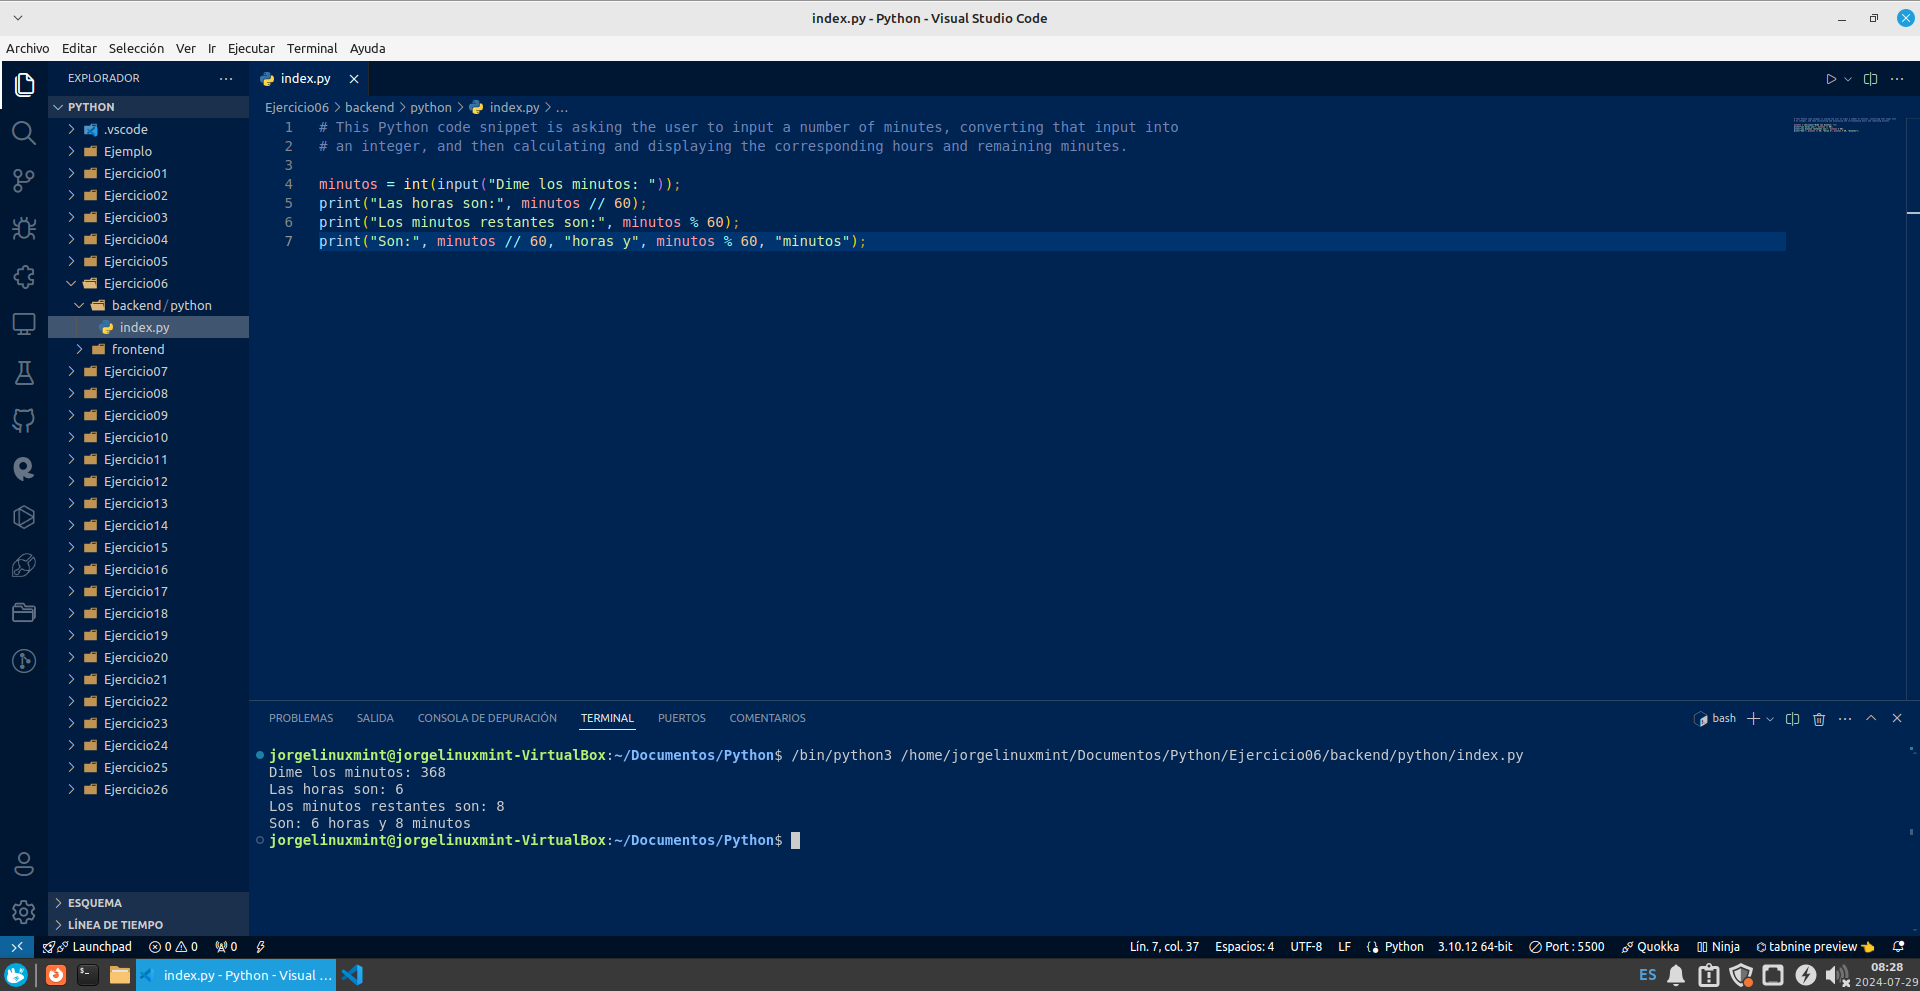 index.py - Python - Visual Studio Code
Archivo Editar Selección Ver Ir Ejecutar Terminal Ayuda
EXPLORADOR
PYTHON
.vscode
Ejemplo
Ejercicio01
Ejercicio02
Ejercicio03
Ejercicio04
Ejercicio05
Ejercicio06
backend/python
index.py
frontend
Ejercicio07
Ejercicio08
Ejercicio09
Ejercicio10
Ejercicio11
Ejercicio12
Ejercicio13
Ejercicio14
Ejercicio15
Ejercicio16
Ejercicio17
Ejercicio18
Ejercicio19
Ejercicio20
Ejercicio21
Ejercicio22
Ejercicio23
Ejercicio24
Ejercicio25
Ejercicio26
ESQUEMA
LÍNEA DE TIEMPO
index.py
Ejercicio06 > backend > python > index.py > ...
1 # This Python code snippet is asking the user to input a number of minutes, converting that input into
2 # an integer, and then calculating and displaying the corresponding hours and remaining minutes.
3
4 minutos = int(input("Dime los minutos: "));
5 print("Las horas son:", minutos // 60);
6 print("Los minutos restantes son:", minutos % 60);
7 print("Son:", minutos // 60, "horas y", minutos % 60, "minutos");
PROBLEMAS SALIDA CONSOLA DE DEPURACIÓN TERMINAL PUERTOS COMENTARIOS
bash
jorgelinuxmint@jorgelinuxmint-VirtualBox:~/Documentos/Python$ /bin/python3 /home/jorgelinuxmint/Documentos/Python/Ejercicio06/backend/python/index.py
Dime los minutos: 368
Las horas son: 6
Los minutos restantes son: 8
Son: 6 horas y 8 minutos
jorgelinuxmint@jorgelinuxmint-VirtualBox:~/Documentos/Python$
Launchpad 0 0 0 Lín. 7, col. 37 Espacios: 4 UTF-8 LF Python 3.10.12 64-bit Port : 5500 Quokka Ninja tabnine preview
index.py - Python - Visual ... ES 08:28
2024-07-29